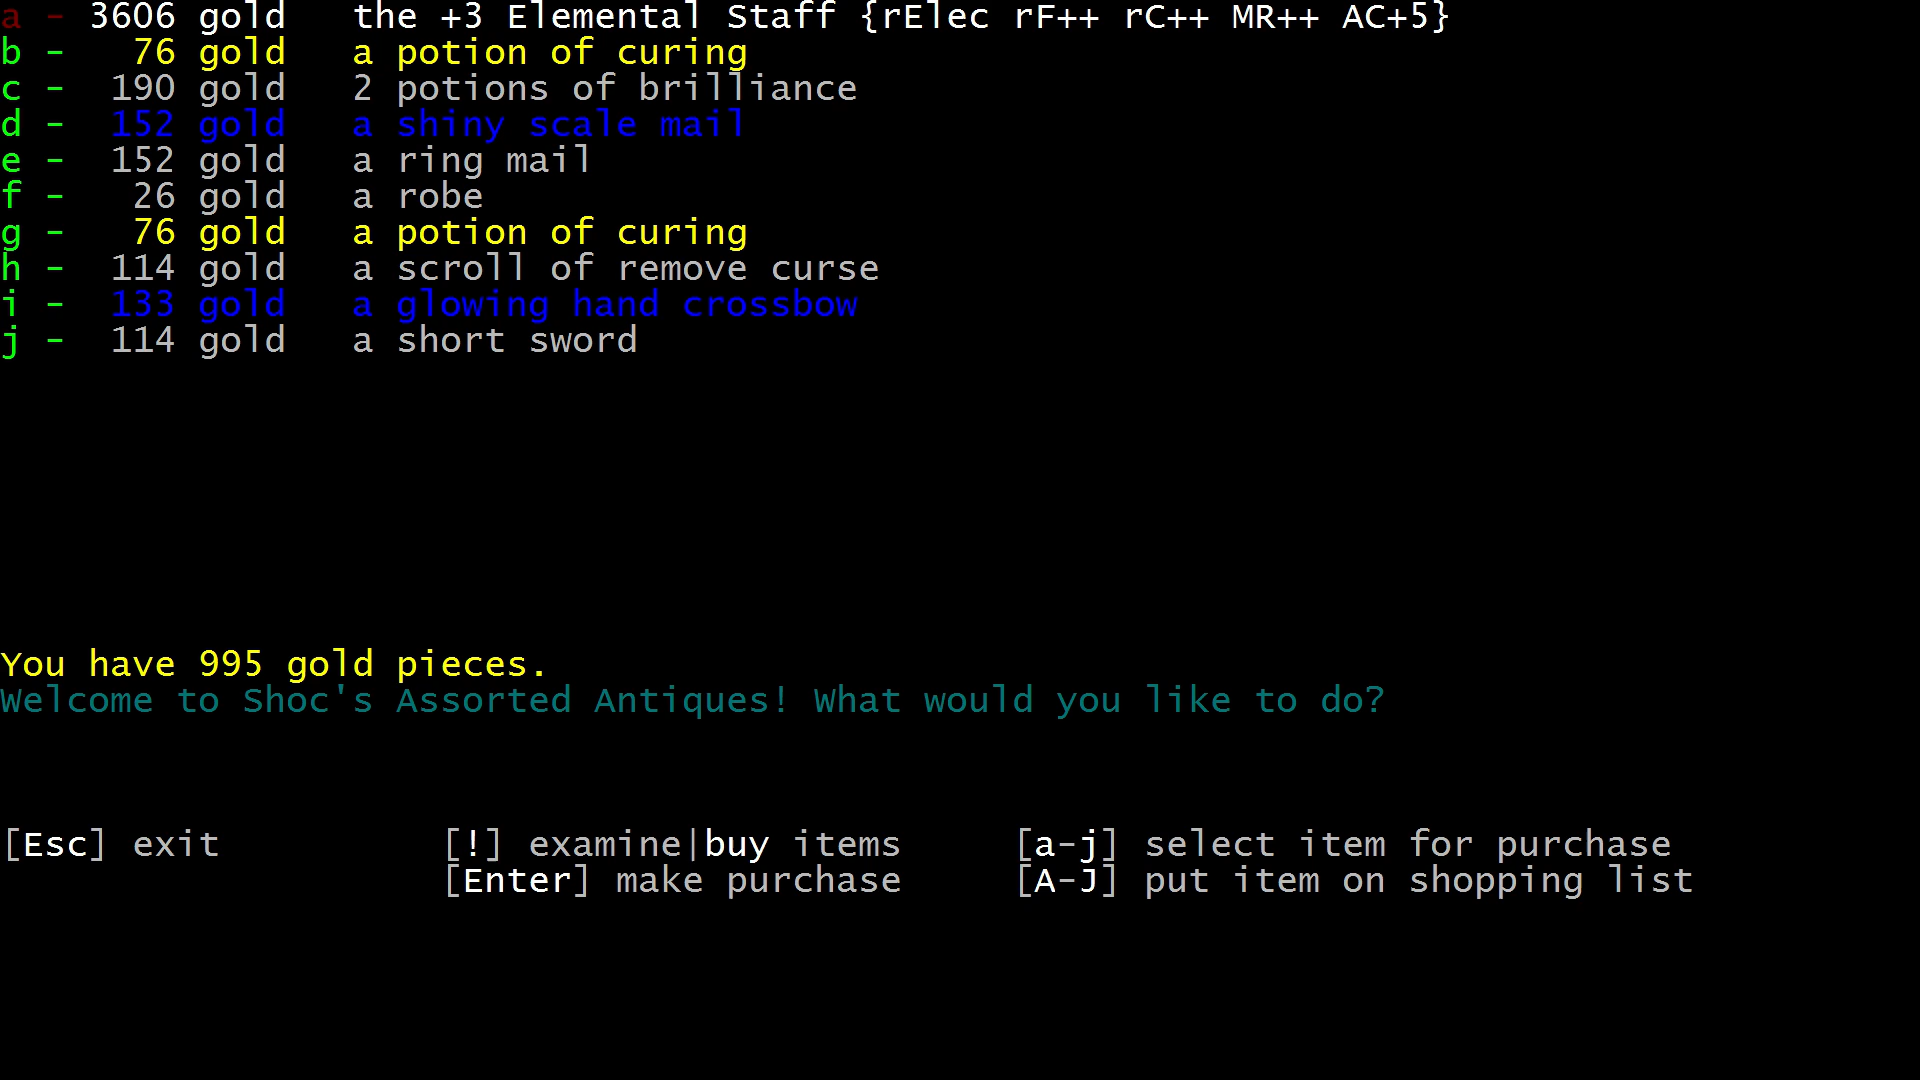 a - 3606 gold   the +3 Elemental Staff {rElec rF++ rC++ MR++ AC+5}
b -   76 gold   a potion of curing
c -  190 gold   2 potions of brilliance
d -  152 gold   a shiny scale mail
e -  152 gold   a ring mail
f -   26 gold   a robe
g -   76 gold   a potion of curing
h -  114 gold   a scroll of remove curse
i -  133 gold   a glowing hand crossbow
j -  114 gold   a short sword
You have 995 gold pieces.
Welcome to Shoc's Assorted Antiques! What would you like to do?
[Esc] exit          [!] examine|buy items     [a-j] select item for purchase
[Enter] make purchase     [A-J] put item on shopping list